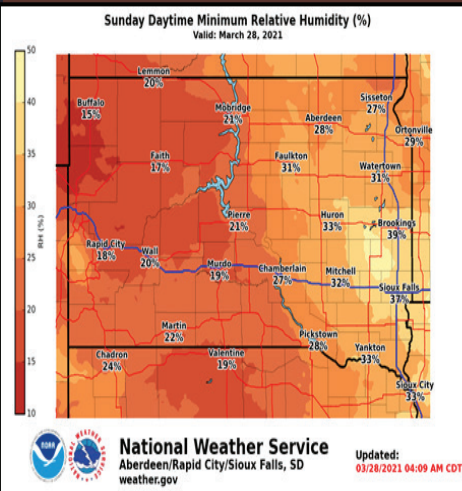 Sunday Daytime Minimum Relative Humidity (%)
Valid: March 28, 2021
50
40
35
30
25
20
15
10
RH (%)
Lemmon
20%
Buffalo
15%
Mobridge
21%
Sisseton
27%
Aberdeen
28%
Ortonville
29%
Faith
17%
Faulkton
31%
Watertown
31%
Pierre
21%
Huron
33%
Brookings
39%
Rapid City
18%
Wall
20%
Murdo
19%
Chamberlain
27%
Mitchell
32%
Sioux Falls
37%
Martin
22%
Pickstown
28%
Chadron
24%
Valentine
19%
Yankton
33%
Sioux City
33%
NOAA
National Weather Service
Aberdeen/Rapid City/Sioux Falls, SD
weather.gov
Updated:
03/28/2021 04:09 AM CDT